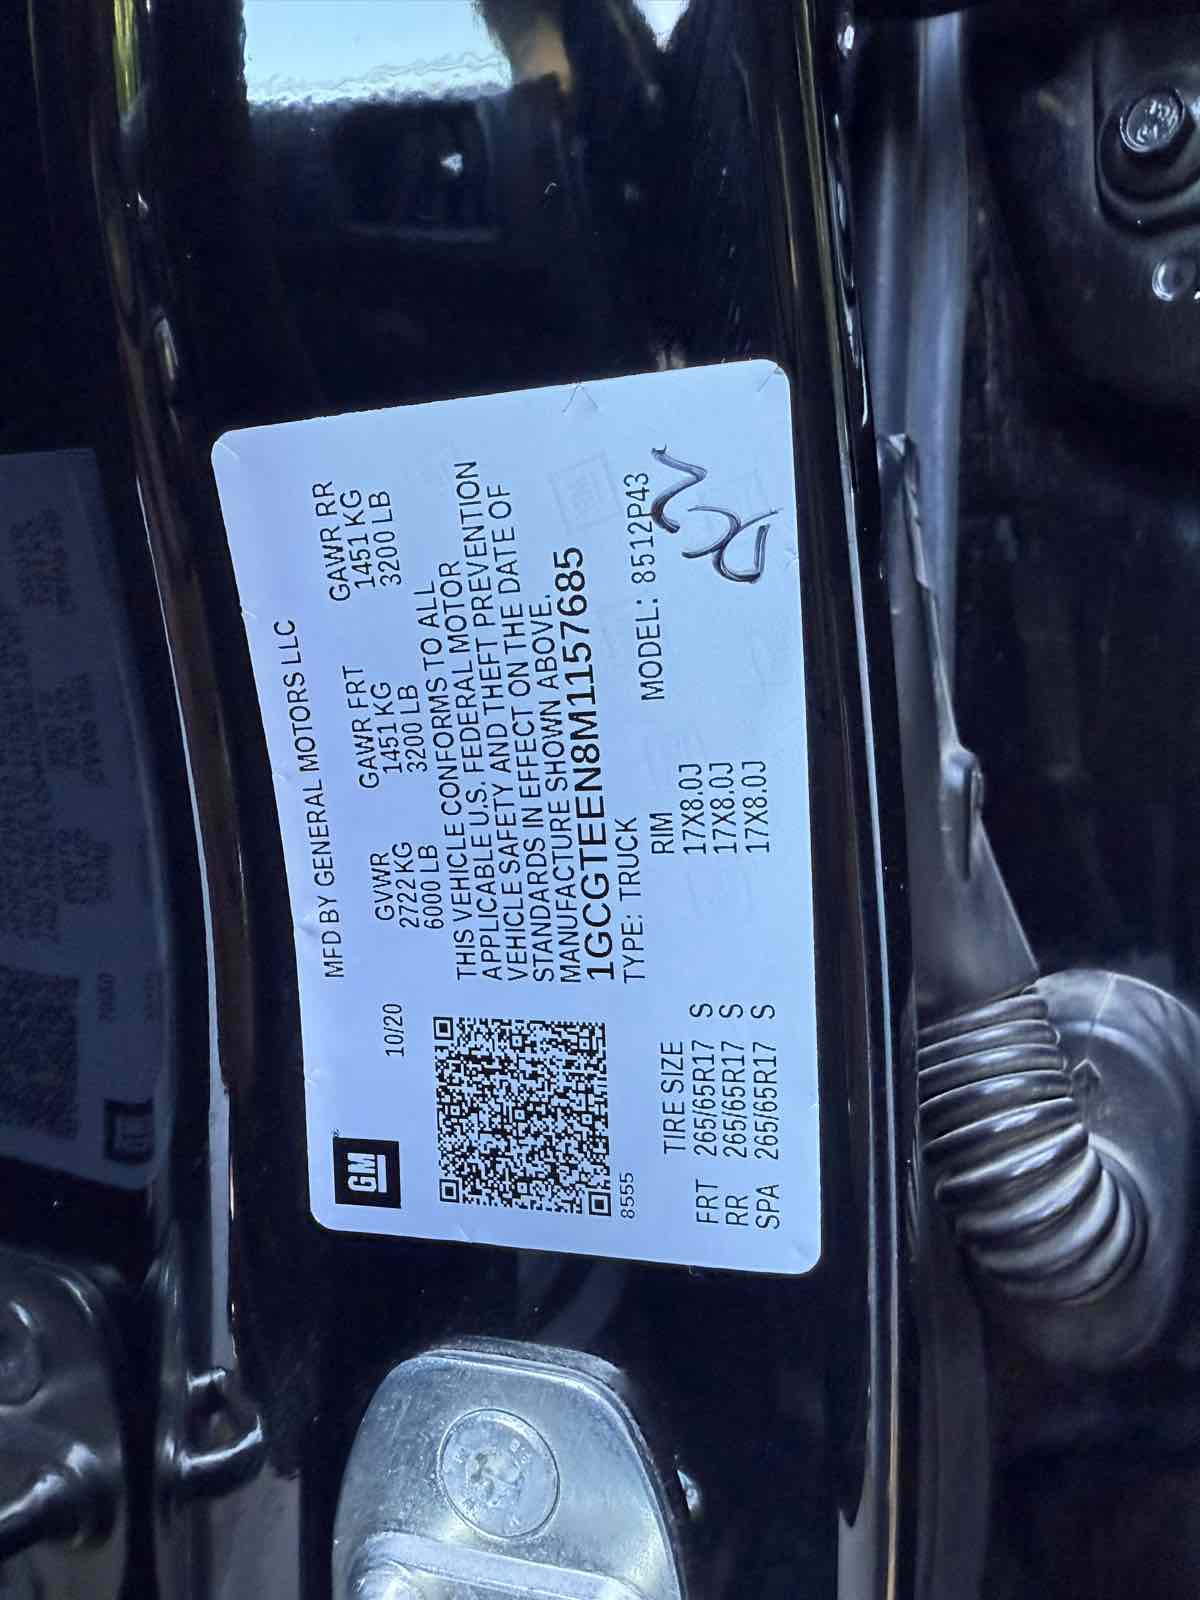 GM
MFD BY GENERAL MOTORS LLC
10/20
GVWR GAWR FRT GAWR RR
2722 KG 1451 KG 1451 KG
6000 LB 3200 LB 3200 LB
THIS VEHICLE CONFORMS TO ALL
APPLICABLE U.S. FEDERAL MOTOR
VEHICLE SAFETY AND THEFT PREVENTION
STANDARDS IN EFFECT ON THE DATE OF
MANUFACTURE SHOWN ABOVE.
1GCGTEEN8M1157685
8555
TYPE: TRUCK MODEL: 8512P43
TIRE SIZE RIM
FRT 265/65R17 S 17X8.0J
RR 265/65R17 S 17X8.0J
SPA 265/65R17 S 17X8.0J